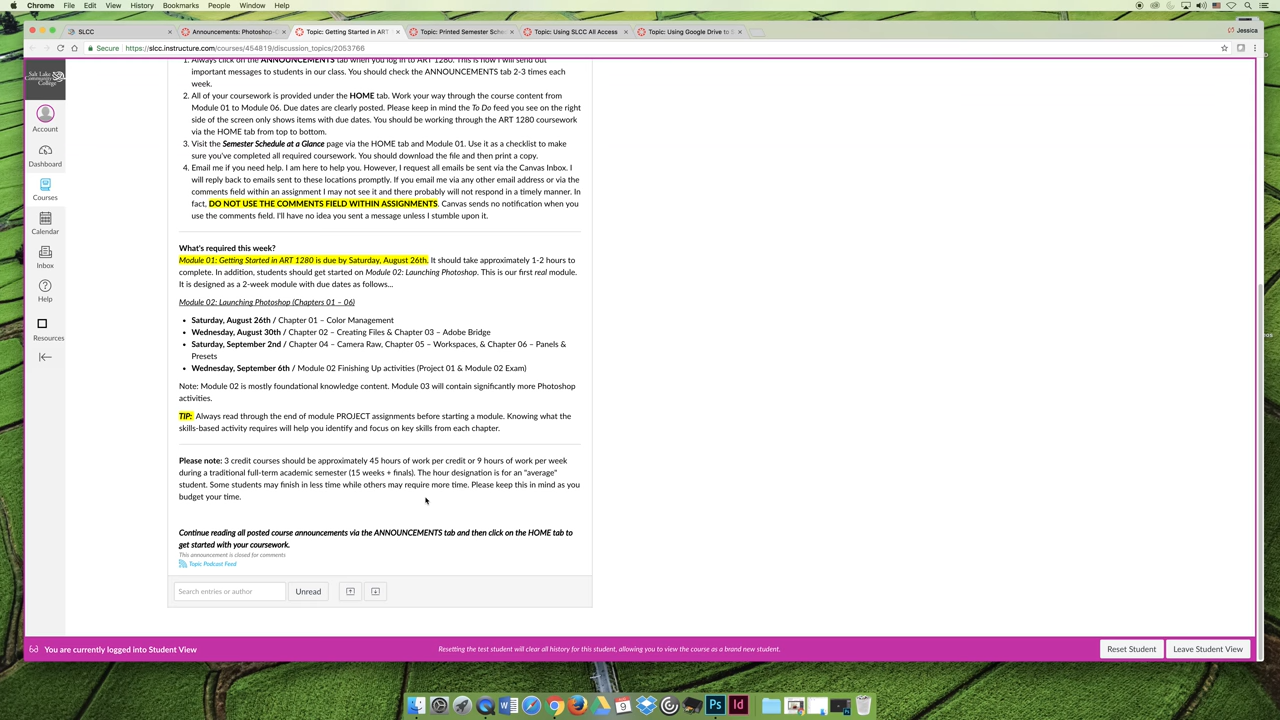 Chrome File Edit View History Bookmarks People Window Help
SLCC
Announcements: Photoshop -
Topic: Getting Started in ART
Topic: Printed Semester Sche
Topic: Using SLCC All Access
Topic: Using Google Drive to
Jessica
Secure https://slcc.instructure.com/courses/454819/discussion_topics/2053766
Salt Lake
Community
College
Account
Dashboard
Courses
Calendar
Inbox
Help
Resources
1. Always click on the ANNOUNCEMENTS tab when you log in to ART 1280. This is how I send out
important messages to students in our class. You should check the ANNOUNCEMENTS tab 2-3 times each
week.
2. All of your coursework is provided under the HOME tab. Work your way through the course content from
Module 01 to Module 06. Due dates are clearly posted. Please keep in mind the To Do feed you see on the right
side of the screen only shows items with due dates. You should be working through the ART 1280 coursework
via the HOME tab from top to bottom.
3. Visit the Semester Schedule at a Glance page via the HOME tab and Module 01. Use it as a checklist to make
sure you've completed all required coursework. You should download the file and then print a copy.
4. Email me if you need help. I am here to help you. However, I request all emails be sent via the Canvas Inbox. I
will reply back to emails sent to these locations promptly. If you email me via any other email address or via the
comments field within an assignment I may not see it and there probably will not respond in a timely manner. In
fact, DO NOT USE THE COMMENTS FIELD WITHIN ASSIGNMENTS. Canvas sends no notification when you
use the comments field. I'll have no idea you sent a message unless I stumble upon it.
What's required this week?
Module 01: Getting Started in ART 1280 is due by Saturday, August 26th. It should take approximately 1-2 hours to
complete. In addition, students should get started on Module 02: Launching Photoshop. This is our first real module.
It is designed as a 2-week module with due dates as follows...
Module 02: Launching Photoshop (Chapters 01 – 06)
• Saturday, August 26th / Chapter 01 – Color Management
• Wednesday, August 30th / Chapter 02 – Creating Files & Chapter 03 – Adobe Bridge
• Saturday, September 2nd / Chapter 04 – Camera Raw, Chapter 05 – Workspaces, & Chapter 06 – Panels &
Presets
• Wednesday, September 6th / Module 02 Finishing Up activities (Project 01 & Module 02 Exam)
Note: Module 02 is mostly foundational knowledge content. Module 03 will contain significantly more Photoshop
activities.
TIP: Always read through the end of module PROJECT assignments before starting a module. Knowing what the
skills-based activity requires will help you identify and focus on key skills from each chapter.
Please note: 3 credit courses should be approximately 45 hours of work per credit or 9 hours of work per week
during a traditional full-term academic semester (15 weeks + finals). The hour designation is for an "average"
student. Some students may finish in less time while others may require more time. Please keep this in mind as you
budget your time.
Continue reading all posted course announcements via the ANNOUNCEMENTS tab and then click on the HOME tab to
get started with your coursework.
This announcement is closed for comments
Topic Podcast Feed
Search entries or author
Unread
You are currently logged into Student View
Resetting the test student will clear all history for this student, allowing you to view the course as a brand new student.
Reset Student
Leave Student View
W
9
Ps
Id